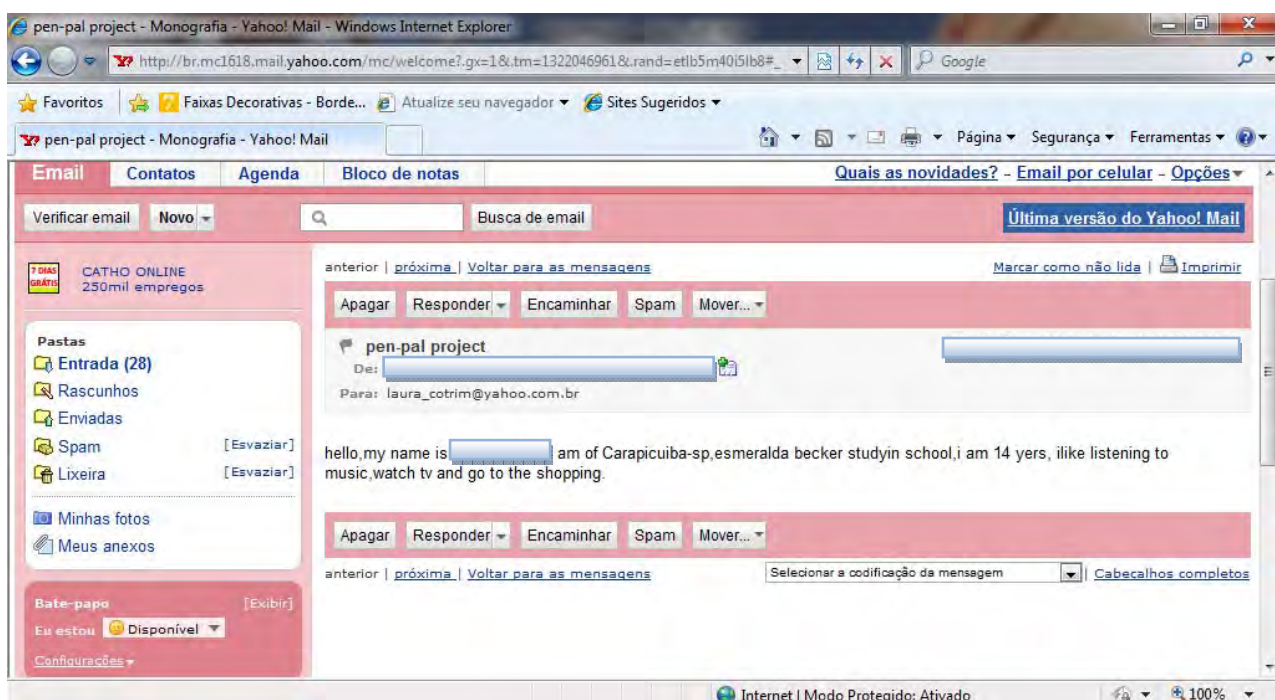 pen-pal project - Monografia - Yahoo! Mail - Windows Internet Explorer
http://br.mc1618.mail.yahoo.com/mc/welcome?.gx=1&.tm=1322046961&.rand=etlb5m40i5lb8#_
Google
Favoritos Faixas Decorativas - Borde... Atualize seu navegador Sites Sugeridos
pen-pal project - Monografia - Yahoo! Mail
Página Segurança Ferramentas
Email Contatos Agenda Bloco de notas Quais as novidades? - Email por celular - Opções
Verificar email Novo Busca de email Última versão do Yahoo! Mail
7 DIAS GRÁTIS
CATHO ONLINE
250mil empregos
anterior | próxima | Voltar para as mensagens Marcar como não lida | Imprimir
Apagar Responder Encaminhar Spam Mover...
Pastas
Entrada (28)
Rascunhos
Enviadas
Spam [Esvaziar]
Lixeira [Esvaziar]
Minhas fotos
Meus anexos
pen-pal project
De:
Para: laura_cotrim@yahoo.com.br
hello,my name is am of Carapicuiba-sp,esmeralda becker studyin school,i am 14 yers, ilike listening to
music,watch tv and go to the shopping.
Apagar Responder Encaminhar Spam Mover...
anterior | próxima | Voltar para as mensagens Selecionar a codificação da mensagem | Cabeçalhos completos
Bate-papo [Exibir]
Eu estou Disponível
Configurações
Internet | Modo Protegido: Ativado 100%